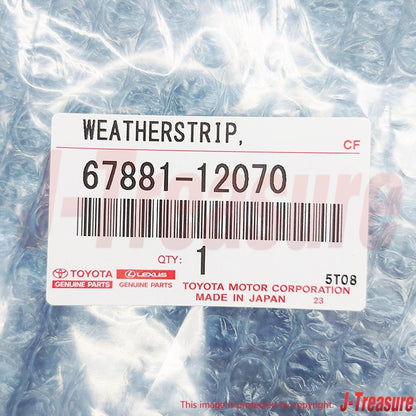 WEATHERSTRIP,
CF
67881-12070
J-Treasure
QTY: 1
5T08
TOYOTA LEXUS TOYOTA MOTOR CORPORATION
GENUINE PARTS GENUINE PARTS MADE IN JAPAN 23
This image is protected by copyright.
J-Treasure